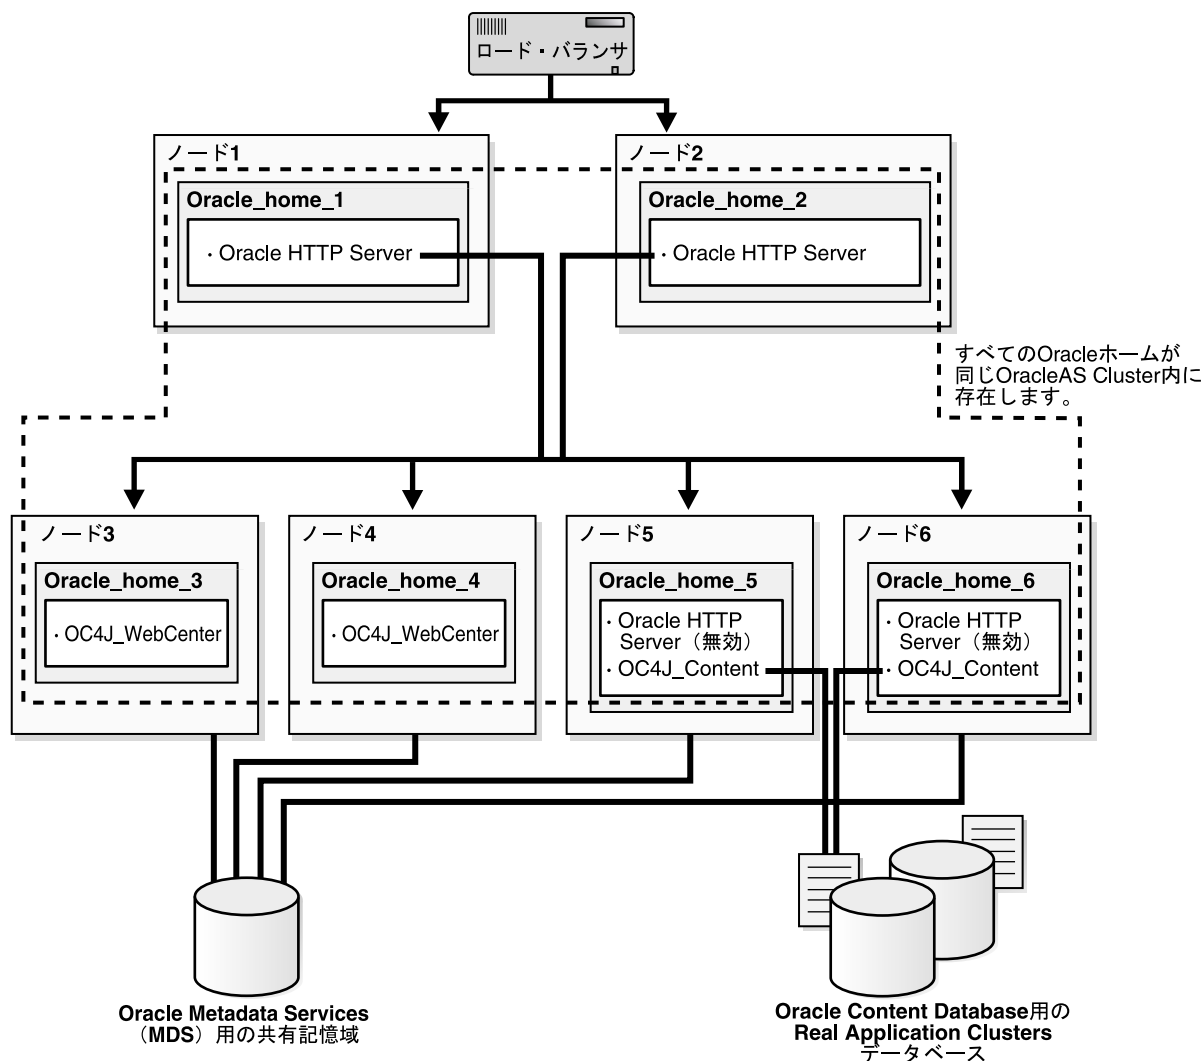 ロード・バランサ
ノード1
Oracle_home_1
・Oracle HTTP Server
ノード2
Oracle_home_2
・Oracle HTTP Server
すべてのOracleホームが
同じOracleAS Cluster内に
存在します。
ノード3
Oracle_home_3
・OC4J_WebCenter
ノード4
Oracle_home_4
・OC4J_WebCenter
ノード5
Oracle_home_5
・Oracle HTTP
Server（無効）
・OC4J_Content
ノード6
Oracle_home_6
・Oracle HTTP
Server（無効）
・OC4J_Content
Oracle Metadata Services
（MDS）用の共有記憶域
Oracle Content Database用の
Real Application Clusters
データベース